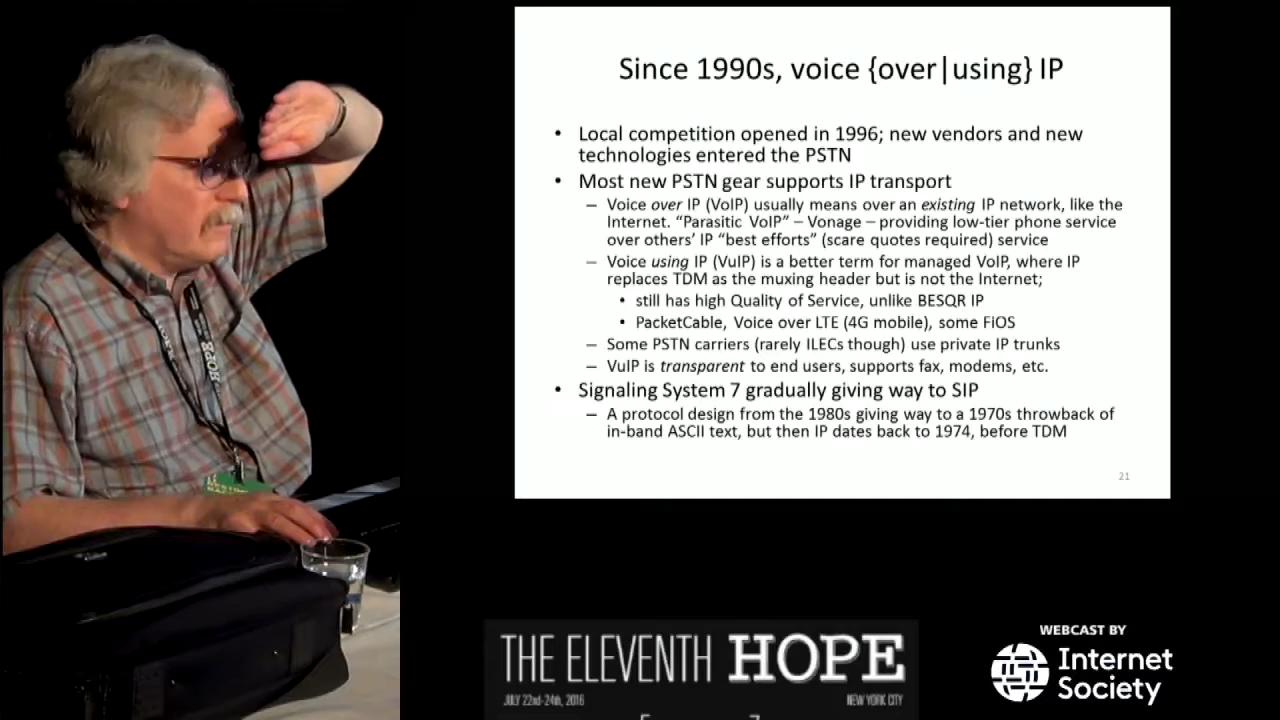 Since 1990s, voice {over|using} IP
• Local competition opened in 1996; new vendors and new
technologies entered the PSTN
• Most new PSTN gear supports IP transport
– Voice over IP (VoIP) usually means over an existing IP network, like the
Internet. “Parasitic VoIP” – Vonage – providing low-tier phone service
over others’ IP “best efforts” (scare quotes required) service
– Voice using IP (VuIP) is a better term for managed VoIP, where IP
replaces TDM as the muxing header but is not the Internet;
• still has high Quality of Service, unlike BESQR IP
• PacketCable, Voice over LTE (4G mobile), some FiOS
– Some PSTN carriers (rarely ILECs though) use private IP trunks
– VuIP is transparent to end users, supports fax, modems, etc.
• Signaling System 7 gradually giving way to SIP
– A protocol design from the 1980s giving way to a 1970s throwback of
in-band ASCII text, but then IP dates back to 1974, before TDM
21
HOPE
THE ELEVENTH HOPE
JULY 22nd-24th, 2016
NEW YORK CITY
WEBCAST BY
Internet
Society